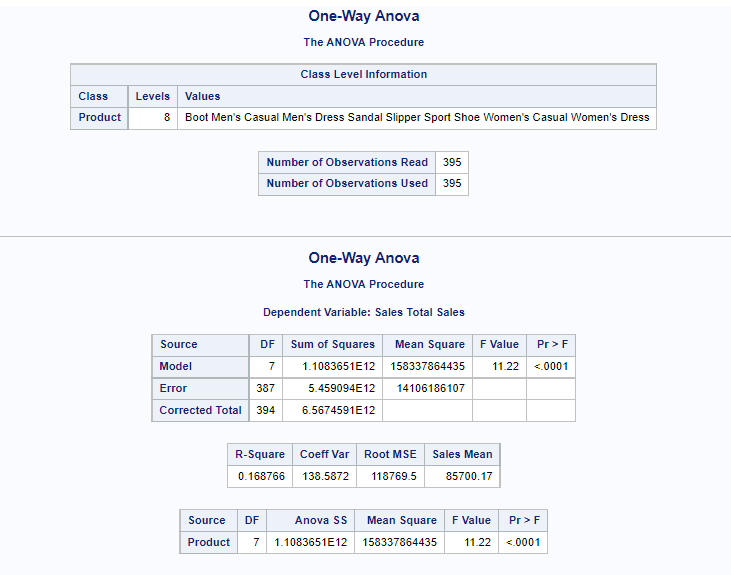 One-Way Anova
The ANOVA Procedure
Class Level Information
Class Levels Values
Product 8 Boot Men's Casual Men's Dress Sandal Slipper Sport Shoe Women's Casual Women's Dress
Number of Observations Read 395
Number of Observations Used 395
One-Way Anova
The ANOVA Procedure
Dependent Variable: Sales Total Sales
Source DF Sum of Squares Mean Square F Value Pr > F
Model 7 1.1083651E12 158337864435 11.22 <.0001
Error 387 5.459094E12 14106186107
Corrected Total 394 6.5674591E12
R-Square Coeff Var Root MSE Sales Mean
0.168766 138.5872 118769.5 85700.17
Source DF Anova SS Mean Square F Value Pr > F
Product 7 1.1083651E12 158337864435 11.22 <.0001